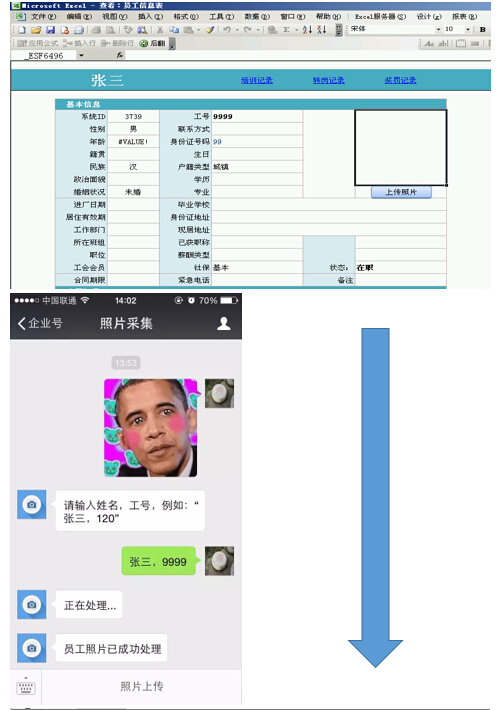 Microsoft Excel - 查看：员工信息表
文件(F) 编辑(E) 视图(V) 插入(I) 格式(O) 工具(T) 数据(D) 窗口(W) 帮助(H) Excel服务器(S) 设计(Z) 报表(B)
宋体 10 B
应用公式 插入行 删除行 后翻 Aa ab|
_ESF6496 fx
张三 培训记录 转岗记录 奖罚记录
基本信息
系统ID 3739 工号 9999
性别 男 联系方式
年龄 #VALUE! 身份证号码 99
籍贯 生日
民族 汉 户籍类型 城镇
政治面貌 学历
婚姻状况 未婚 专业 上传照片
进厂日期 毕业学校
居住有效期 身份证地址
工作部门 现居地址
所在班组 已获职称
职位 薪酬类型
工会会员 社保 基本 状态： 在职
合同期限 紧急电话 备注
中国联通 14:02 70%
企业号 照片采集
13:53
请输入姓名，工号，例如：“
张三，120”
张三，9999
正在处理...
员工照片已成功处理
照片上传